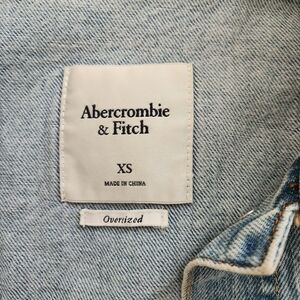 Abercrombie
& Fitch
XS
MADE IN CHINA
Oversized